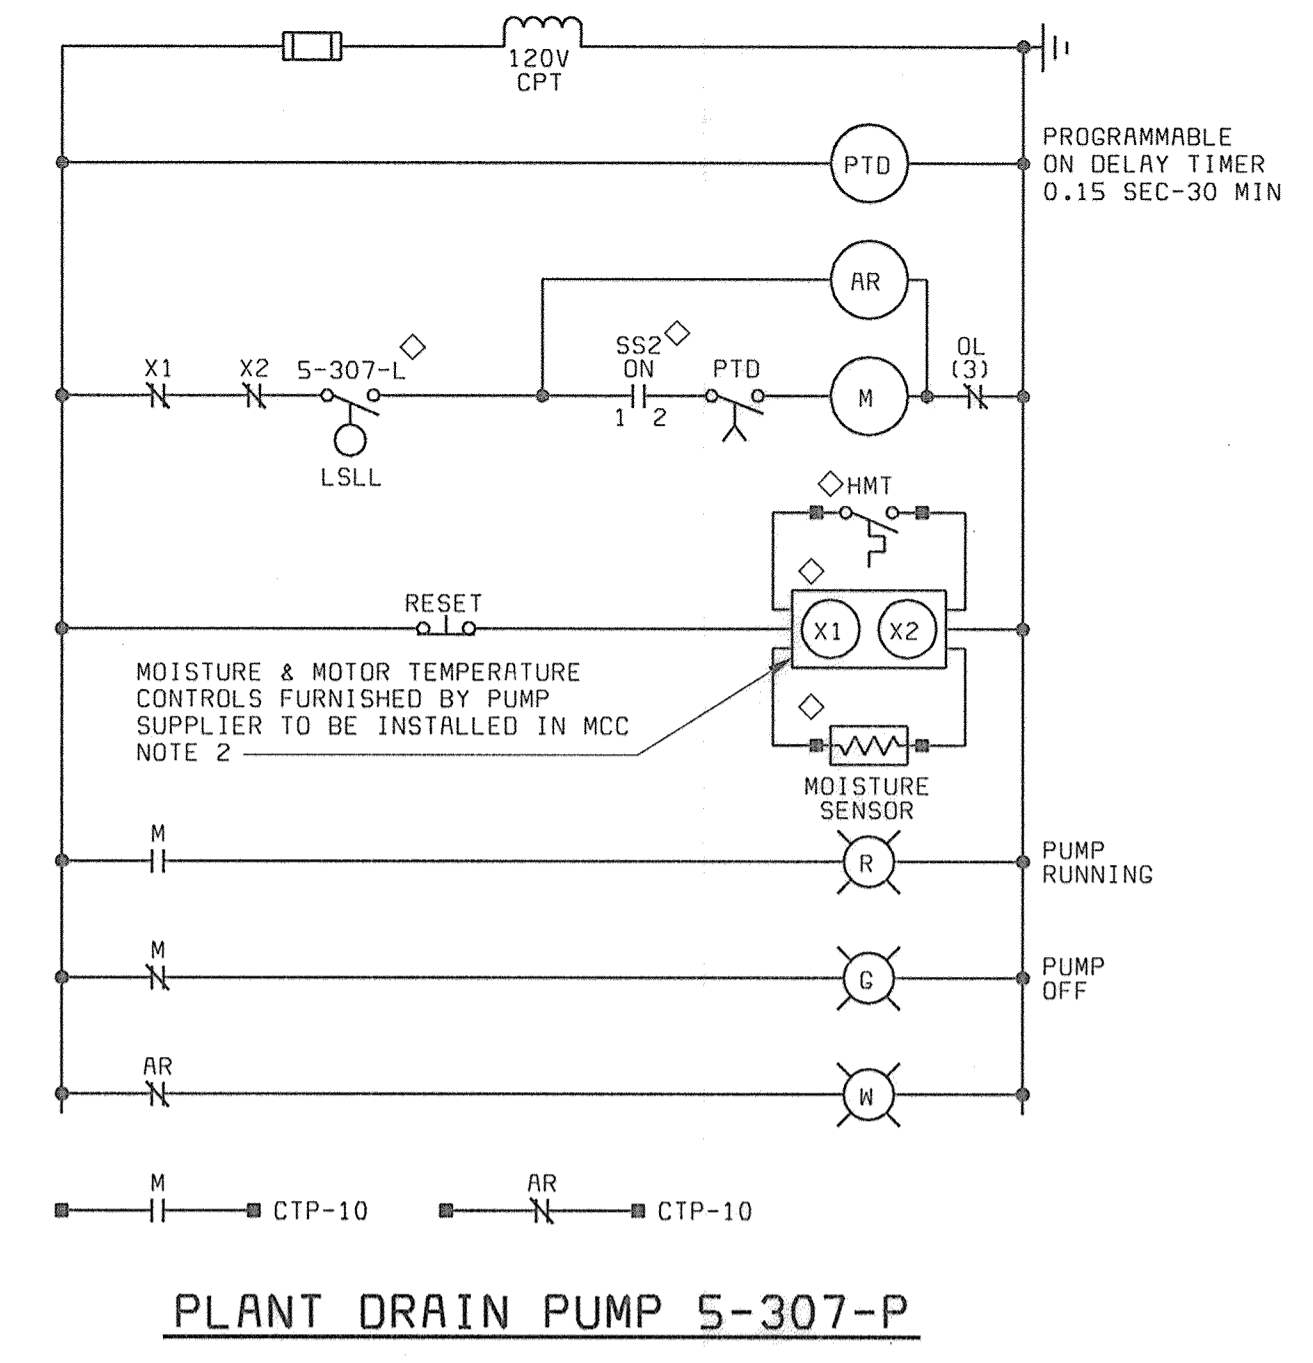 120V
CPT
PTD
PROGRAMMABLE
ON DELAY TIMER
0.15 SEC-30 MIN
AR
X1
X2
5-307-L
LSLL
SS2
ON
1 2
PTD
M
OL
(3)
HMT
RESET
X1
X2
MOISTURE & MOTOR TEMPERATURE
CONTROLS FURNISHED BY PUMP
SUPPLIER TO BE INSTALLED IN MCC
NOTE 2
MOISTURE
SENSOR
M
R
PUMP
RUNNING
M
G
PUMP
OFF
AR
W
M
CTP-10
AR
CTP-10
PLANT DRAIN PUMP 5-307-P